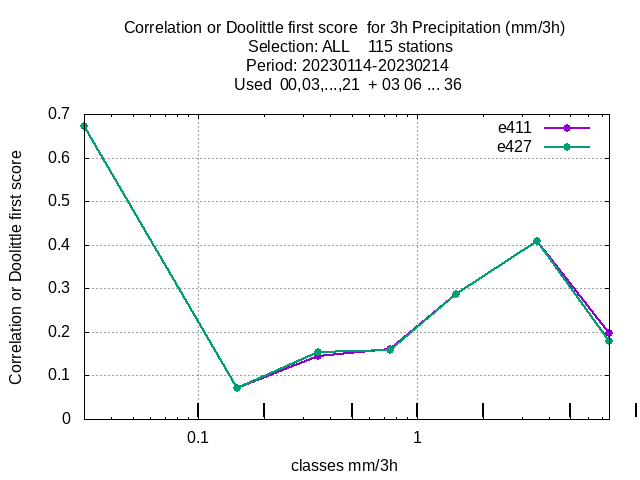 Correlation or Doolittle first score  for 3h Precipitation (mm/3h)
Selection: ALL    115 stations
Period: 20230114-20230214
Used  00,03,...,21  + 03 06 ... 36
e411
e427
Correlation or Doolittle first score
0.7
0.6
0.5
0.4
0.3
0.2
0.1
0
0.1 1
classes mm/3h